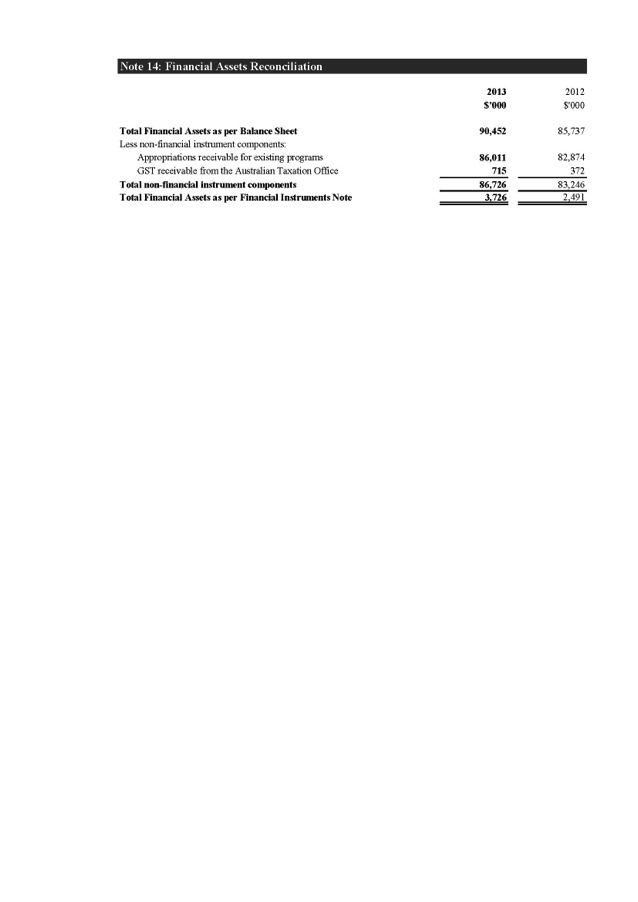 Note 14: Financial Assets Reconciliation
2013 2012
$'000 $'000
Total Financial Assets as per Balance Sheet 90,452 85,737
Less non-financial instrument components:
Appropriations receivable for existing programs 86,011 82,874
GST receivable from the Australian Taxation Office 715 372
Total non-financial instrument components 86,726 83,246
Total Financial Assets as per Financial Instruments Note 3,726 2,491